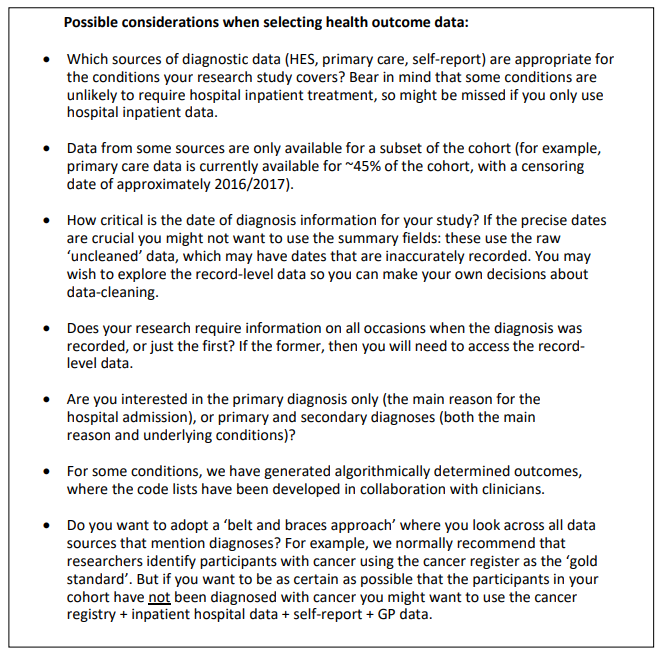 Possible considerations when selecting health outcome data:
• Which sources of diagnostic data (HES, primary care, self-report) are appropriate for
the conditions your research study covers? Bear in mind that some conditions are
unlikely to require hospital inpatient treatment, so might be missed if you only use
hospital inpatient data.
• Data from some sources are only available for a subset of the cohort (for example,
primary care data is currently available for ~45% of the cohort, with a censoring
date of approximately 2016/2017).
• How critical is the date of diagnosis information for your study? If the precise dates
are crucial you might not want to use the summary fields: these use the raw
‘uncleaned’ data, which may have dates that are inaccurately recorded. You may
wish to explore the record-level data so you can make your own decisions about
data-cleaning.
• Does your research require information on all occasions when the diagnosis was
recorded, or just the first? If the former, then you will need to access the record-
level data.
• Are you interested in the primary diagnosis only (the main reason for the
hospital admission), or primary and secondary diagnoses (both the main
reason and underlying conditions)?
• For some conditions, we have generated algorithmically determined outcomes,
where the code lists have been developed in collaboration with clinicians.
• Do you want to adopt a ‘belt and braces approach’ where you look across all data
sources that mention diagnoses? For example, we normally recommend that
researchers identify participants with cancer using the cancer register as the ‘gold
standard’. But if you want to be as certain as possible that the participants in your
cohort have not been diagnosed with cancer you might want to use the cancer
registry + inpatient hospital data + self-report + GP data.